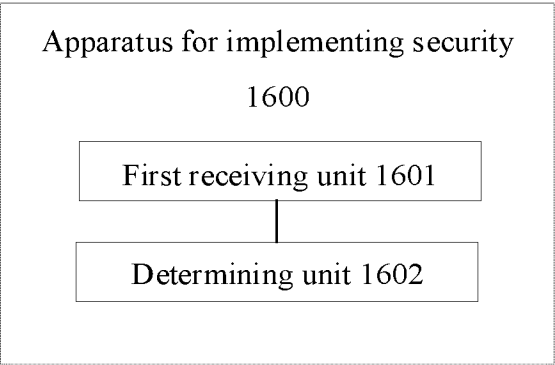 Apparatus for implementing security
1600
First receiving unit 1601
Determining unit 1602